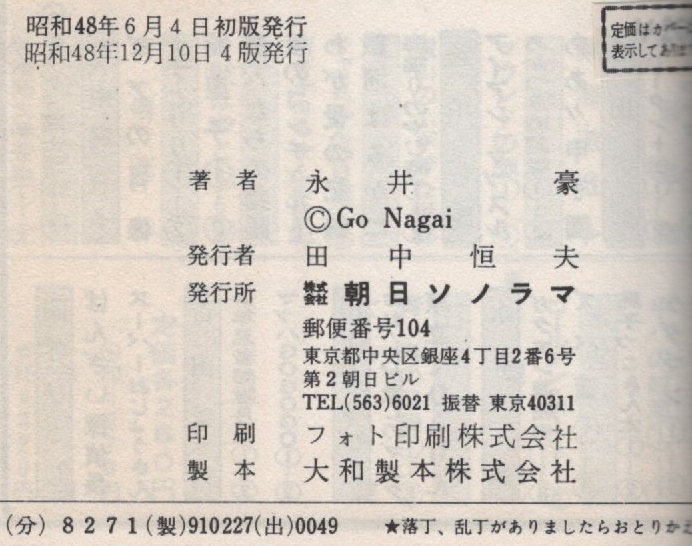 昭和48年6月4日初版発行
昭和48年12月10日4版発行
定価はカバー
表示してあ
著者 永井豪
©Go Nagai
発行者 田中恒夫
発行所 株式会社 朝日ソノラマ
郵便番号104
東京都中央区銀座4丁目2番6号
第2朝日ビル
TEL(563)6021 振替 東京40311
印刷 フォト印刷株式会社
製本 大和製本株式会社
(分)8271(製)910227(出)0049 ★落丁、乱丁がありましたらおとりか